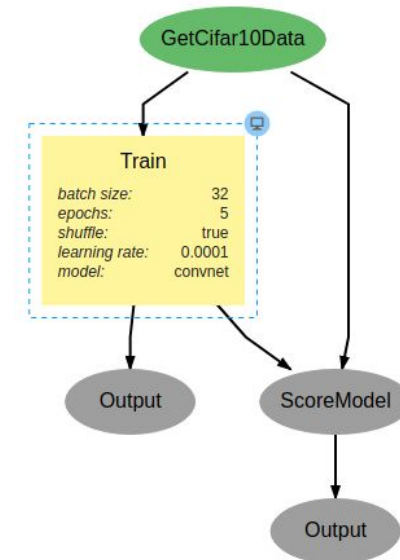 GetCifar10Data
Train
batch size: 32
epochs: 5
shuffle: true
learning rate: 0.0001
model: convnet
Output
ScoreModel
Output